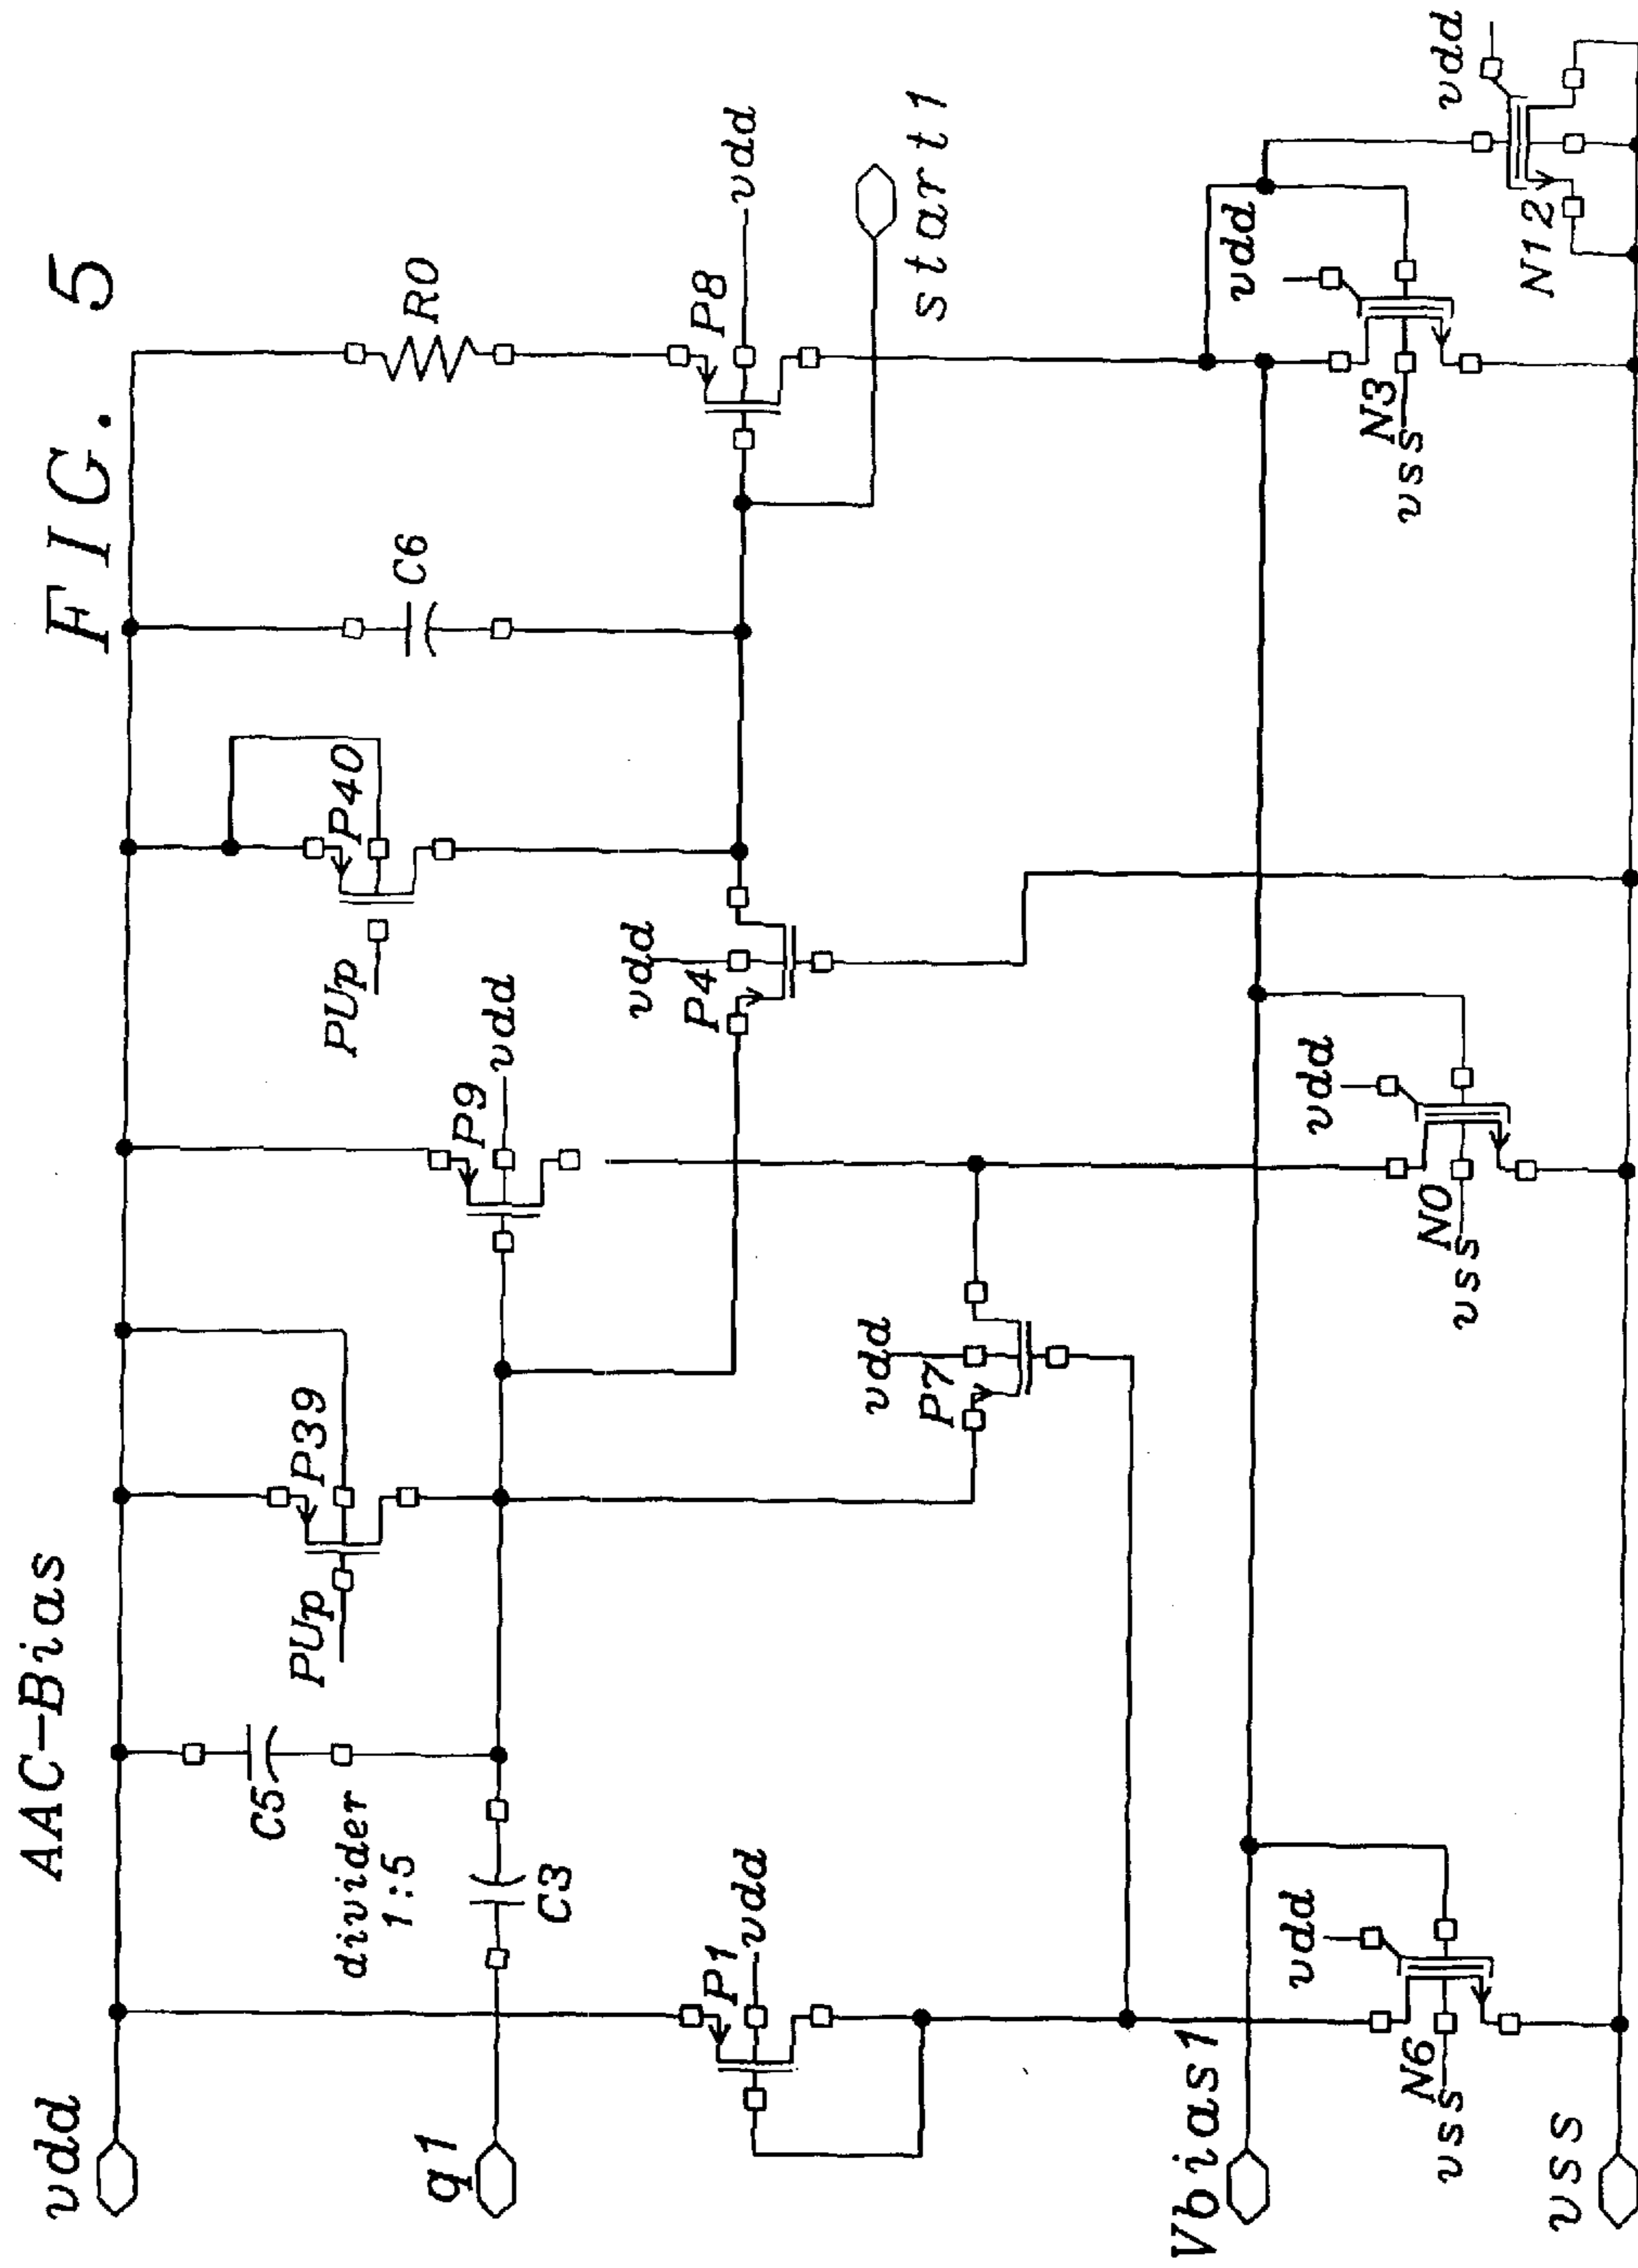 AAC-Bias
FIG. 5
vdd
C5
divider
1:5
PUp
P39
P9
vdd
PUp
P40
C6
R0
q1
C3
P1
vdd
vdd
P4
P8
vdd
start1
vdd
P7
Vbias1
vdd
N6
vss
vdd
N0
vss
vdd
N3
vss
vdd
N12
vss